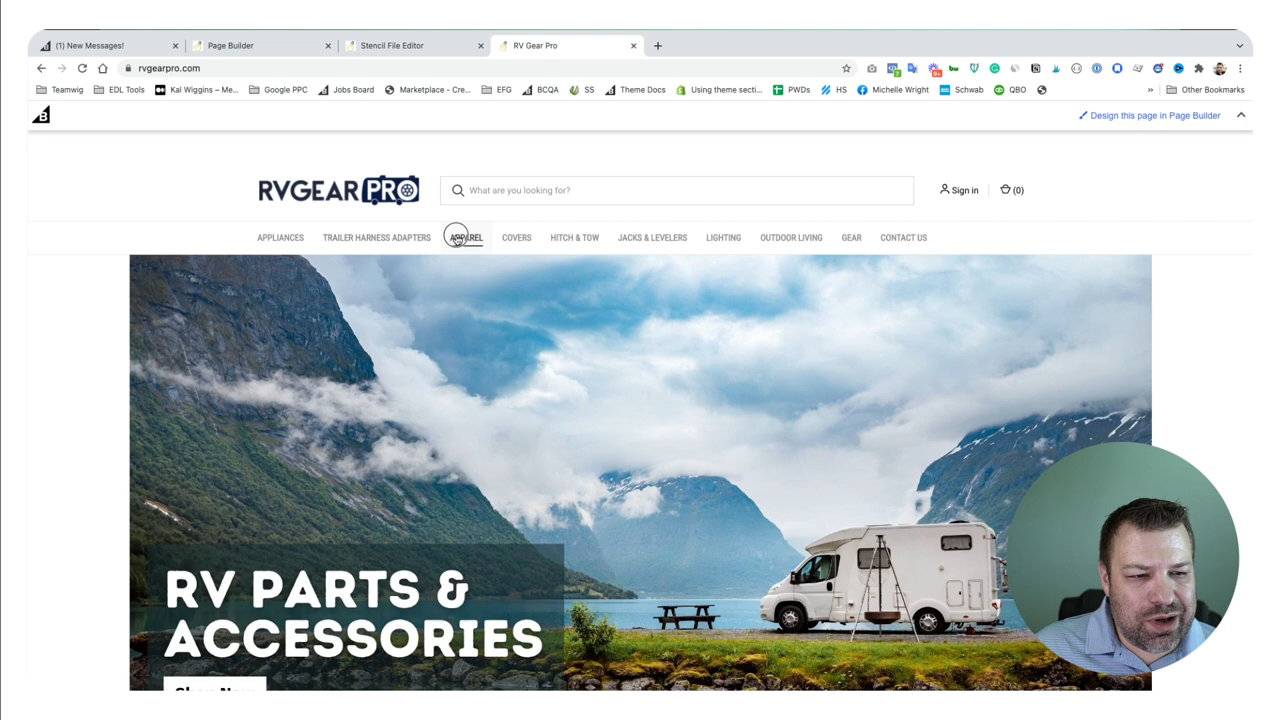 (1) New Messages!
Page Builder
Stencil File Editor
RV Gear Pro
rvgearpro.com
Teamwig
EDL Tools
Kal Wiggins – Me...
Google PPC
Jobs Board
Marketplace - Cre...
EFG
BCQA
SS
Theme Docs
Using theme secti...
PWDs
HS
Michelle Wright
Schwab
QBO
»
Other Bookmarks
Design this page in Page Builder
RVGEARPRO
What are you looking for?
Sign in
(0)
APPLIANCES
TRAILER HARNESS ADAPTERS
APPAREL
COVERS
HITCH & TOW
JACKS & LEVELERS
LIGHTING
OUTDOOR LIVING
GEAR
CONTACT US
RV PARTS &
ACCESSORIES
Shop Now